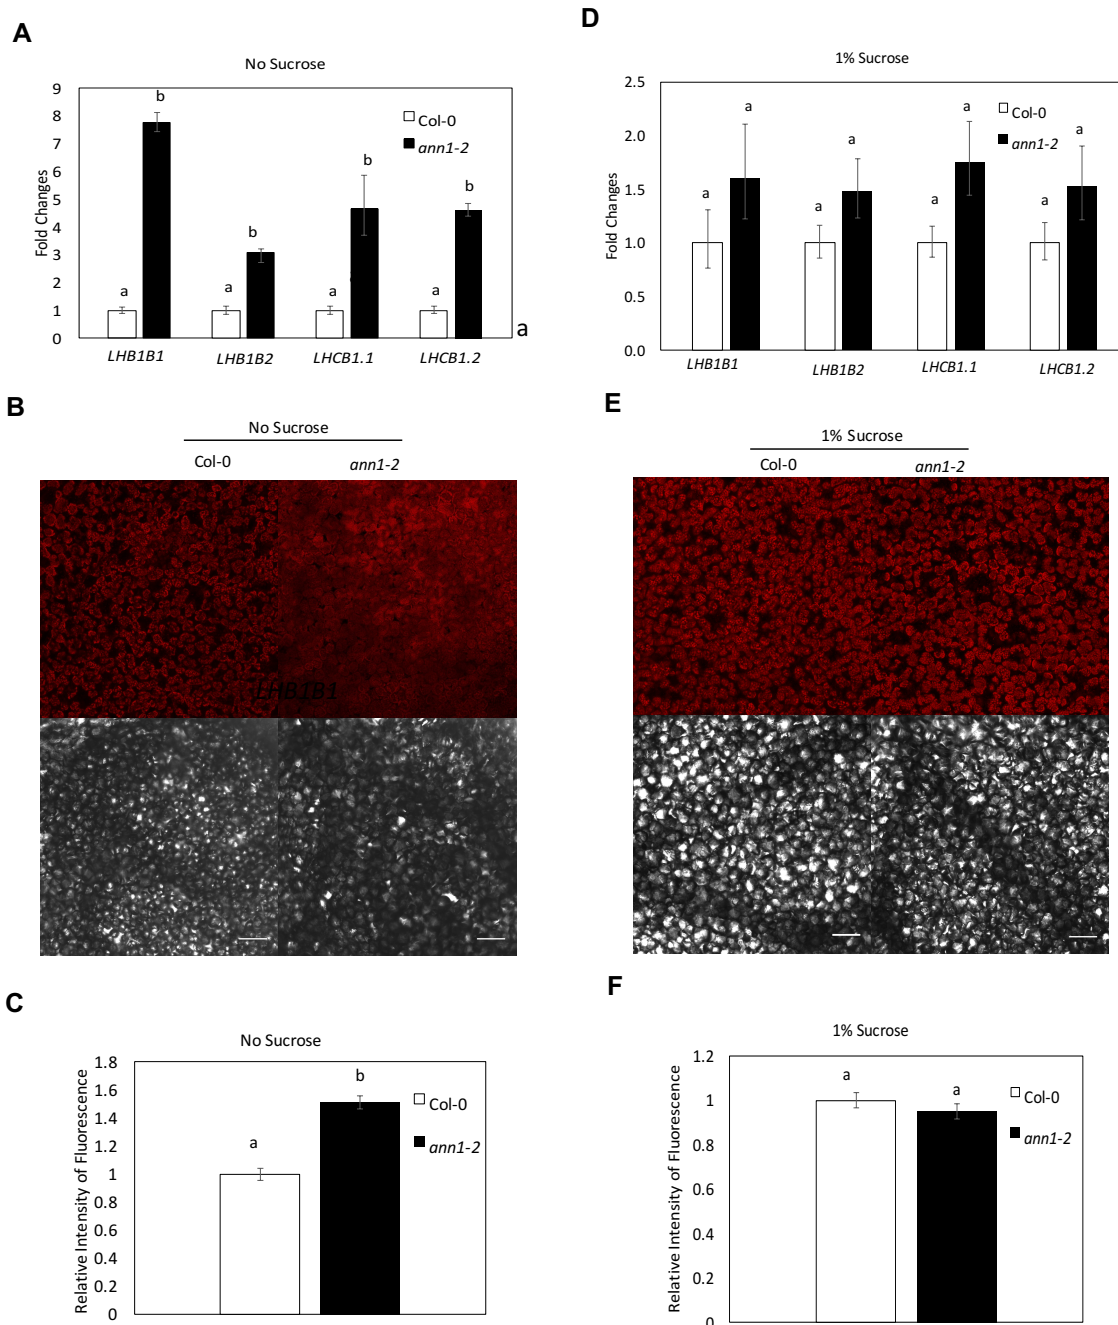 A
No Sucrose
9
8
7
6
5
4
3
2
1
0
Fold Changes
b
b
b
b
a
a
a
a
a
Col-0
ann1-2
LHB1B1
LHB1B2
LHCB1.1
LHCB1.2
B
No Sucrose
Col-0
ann1-2
LHB1B1
C
No Sucrose
1.8
1.6
1.4
1.2
1
0.8
0.6
0.4
0.2
0
Relative Intensity of Fluorescence
a
b
Col-0
ann1-2
D
1% Sucrose
2.5
2.0
1.5
1.0
0.5
0.0
Fold Changes
a
a
a
a
a
a
a
a
Col-0
ann1-2
LHB1B1
LHB1B2
LHCB1.1
LHCB1.2
E
1% Sucrose
Col-0
ann1-2
F
1% Sucrose
1.2
1
0.8
0.6
0.4
0.2
0
Relative Intensity of Fluorescence
a
a
Col-0
ann1-2